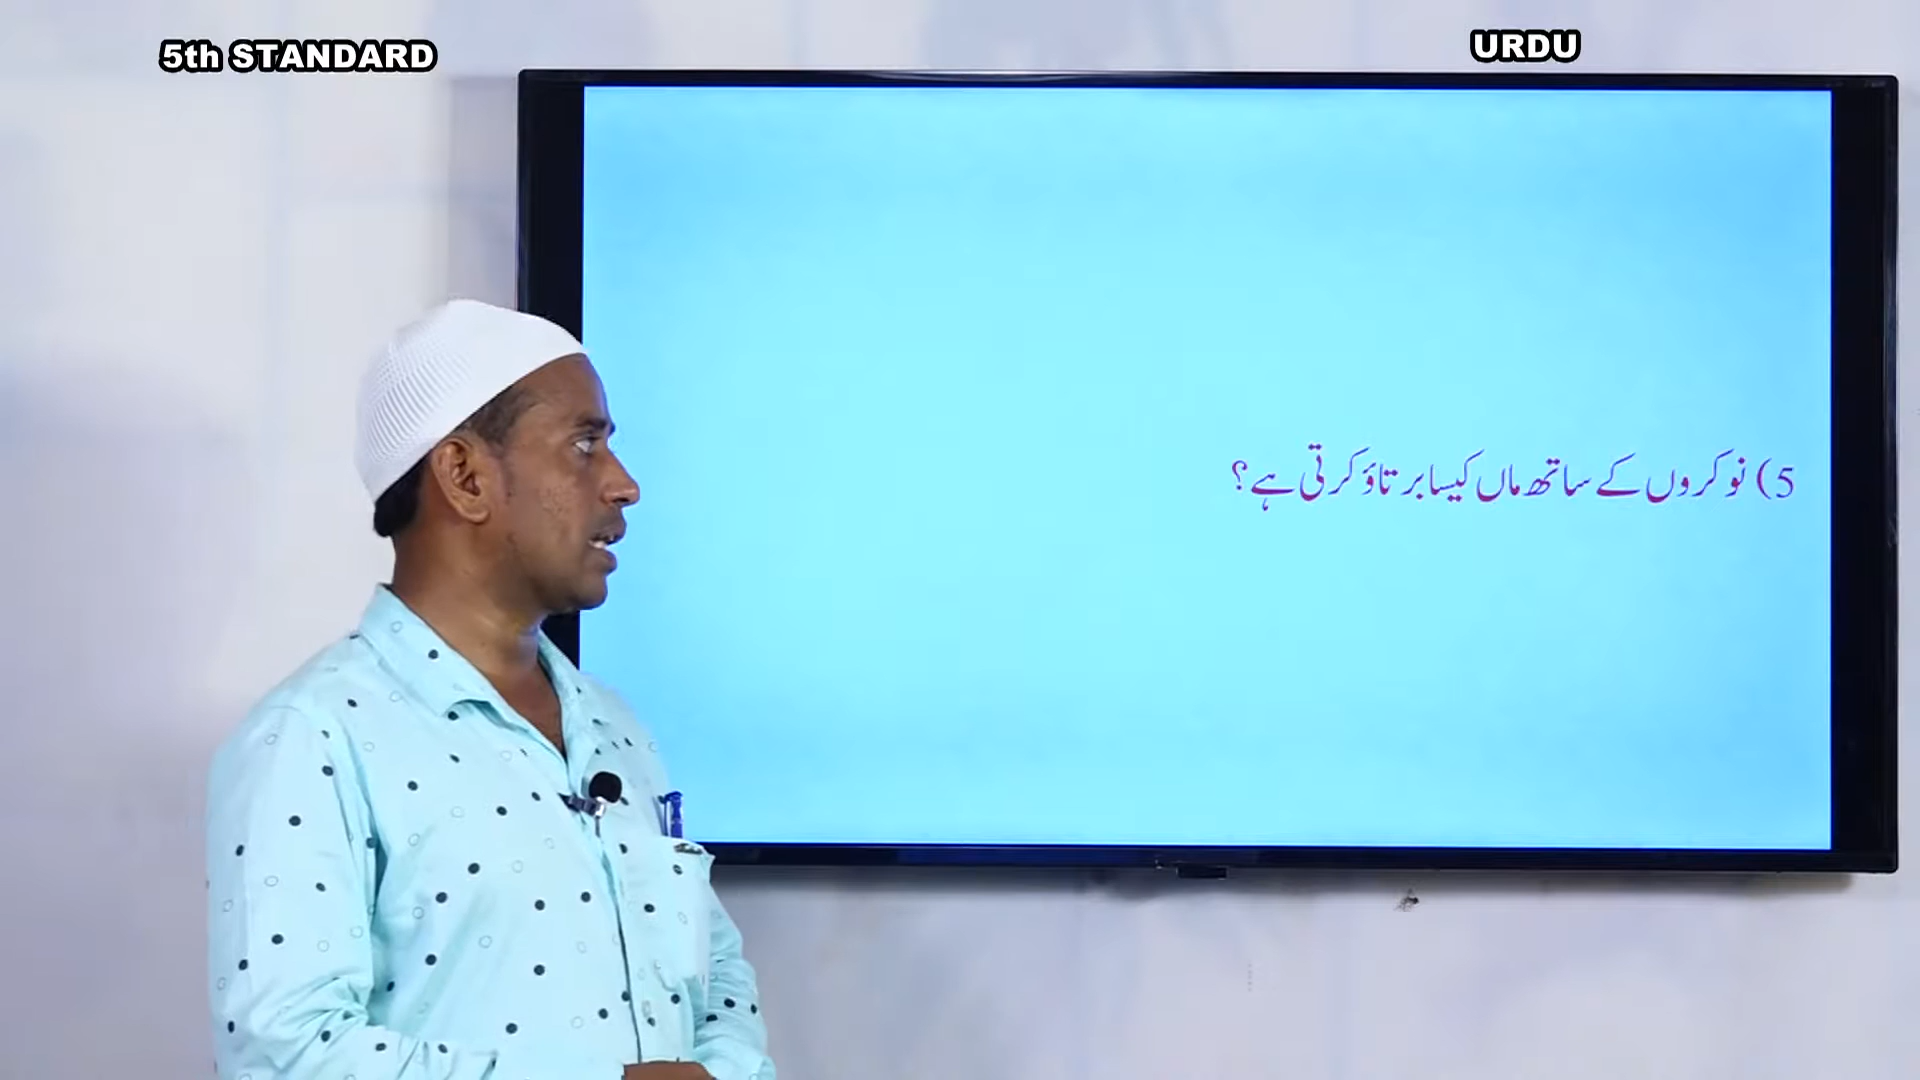 5th STANDARD
URDU
5) نوکروں کے ساتھ ماں کیسا برتاؤ کرتی ہے؟